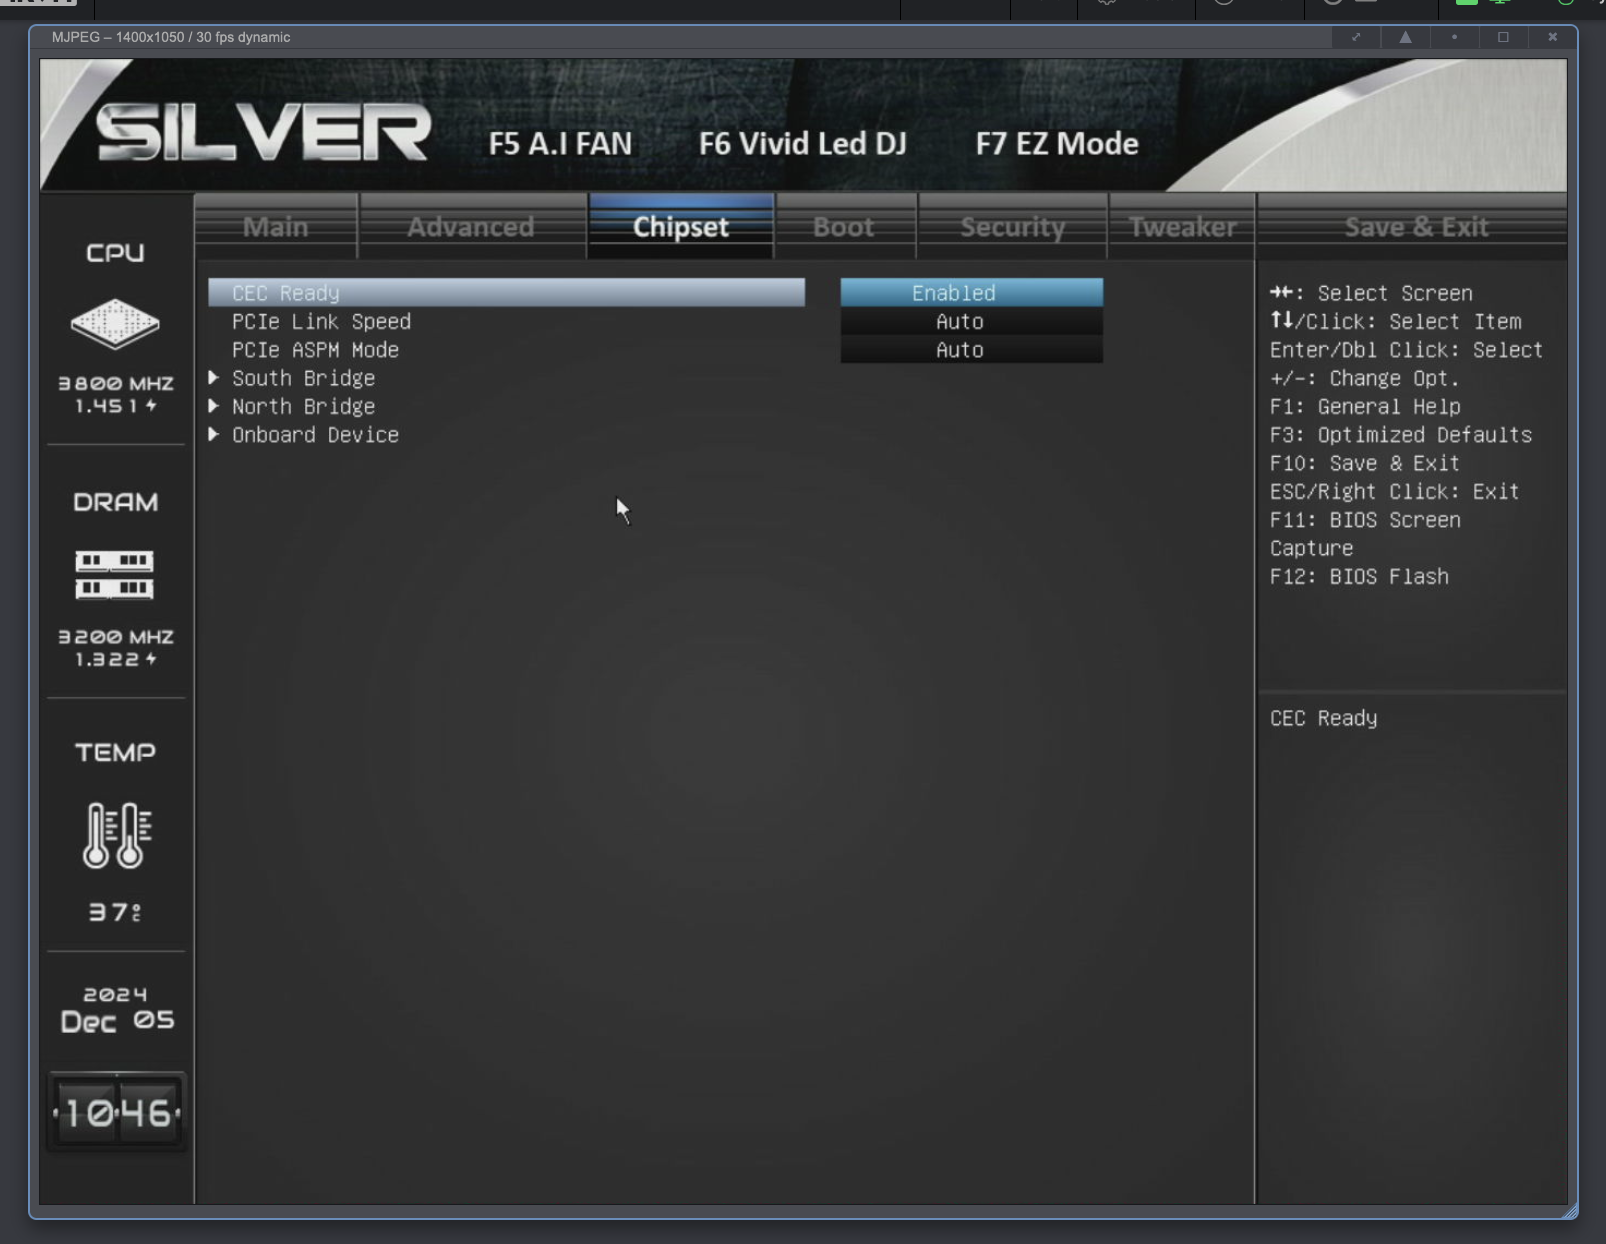 MJPEG – 1400x1050 / 30 fps dynamic
SILVER
F5 A.I FAN
F6 Vivid Led DJ
F7 EZ Mode
Main
Advanced
Chipset
Boot
Security
Tweaker
Save & Exit
CPU
3800 MHZ
1.451
DRAM
3200 MHZ
1.322
TEMP
37°C
2024
Dec 05
10:46
CEC Ready Enabled
PCIe Link Speed Auto
PCIe ASPM Mode Auto
South Bridge
North Bridge
Onboard Device
→←: Select Screen
↑↓/Click: Select Item
Enter/Dbl Click: Select
+/-: Change Opt.
F1: General Help
F3: Optimized Defaults
F10: Save & Exit
ESC/Right Click: Exit
F11: BIOS Screen
Capture
F12: BIOS Flash
CEC Ready